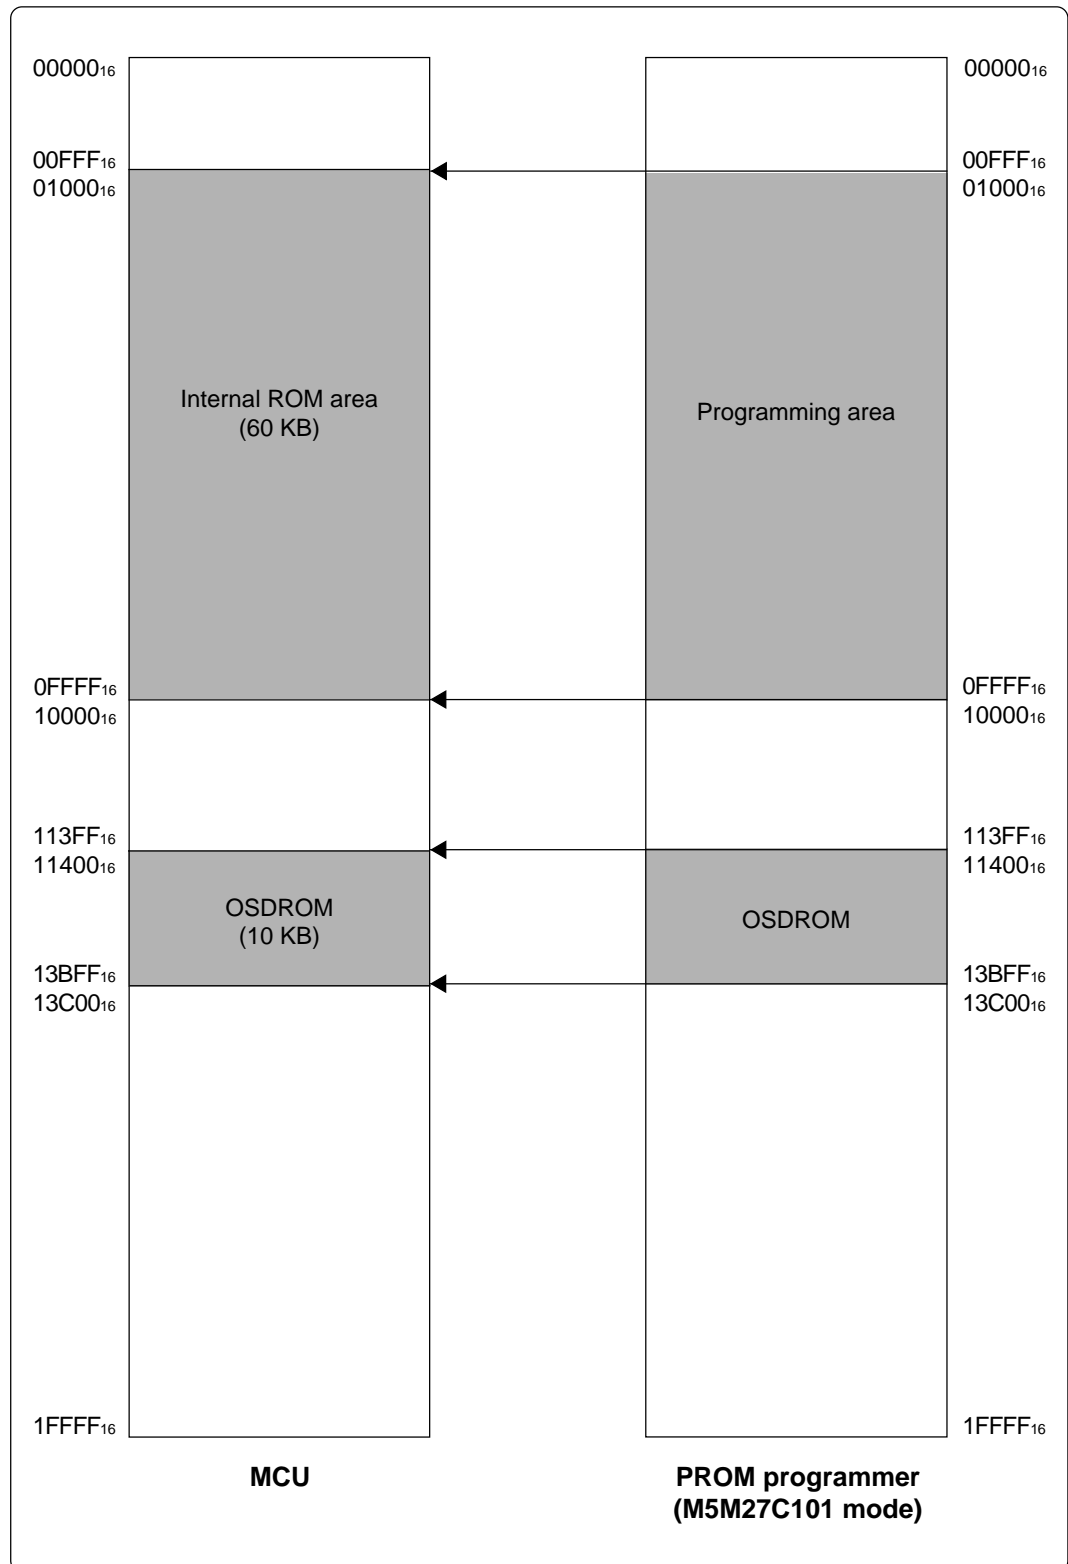 00000₁₆
00FFF₁₆
01000₁₆
Internal ROM area
(60 KB)
0FFFF₁₆
10000₁₆
113FF₁₆
11400₁₆
OSDROM
(10 KB)
13BFF₁₆
13C00₁₆
1FFFF₁₆
MCU
00000₁₆
00FFF₁₆
01000₁₆
Programming area
0FFFF₁₆
10000₁₆
113FF₁₆
11400₁₆
OSDROM
13BFF₁₆
13C00₁₆
1FFFF₁₆
PROM programmer
(M5M27C101 mode)